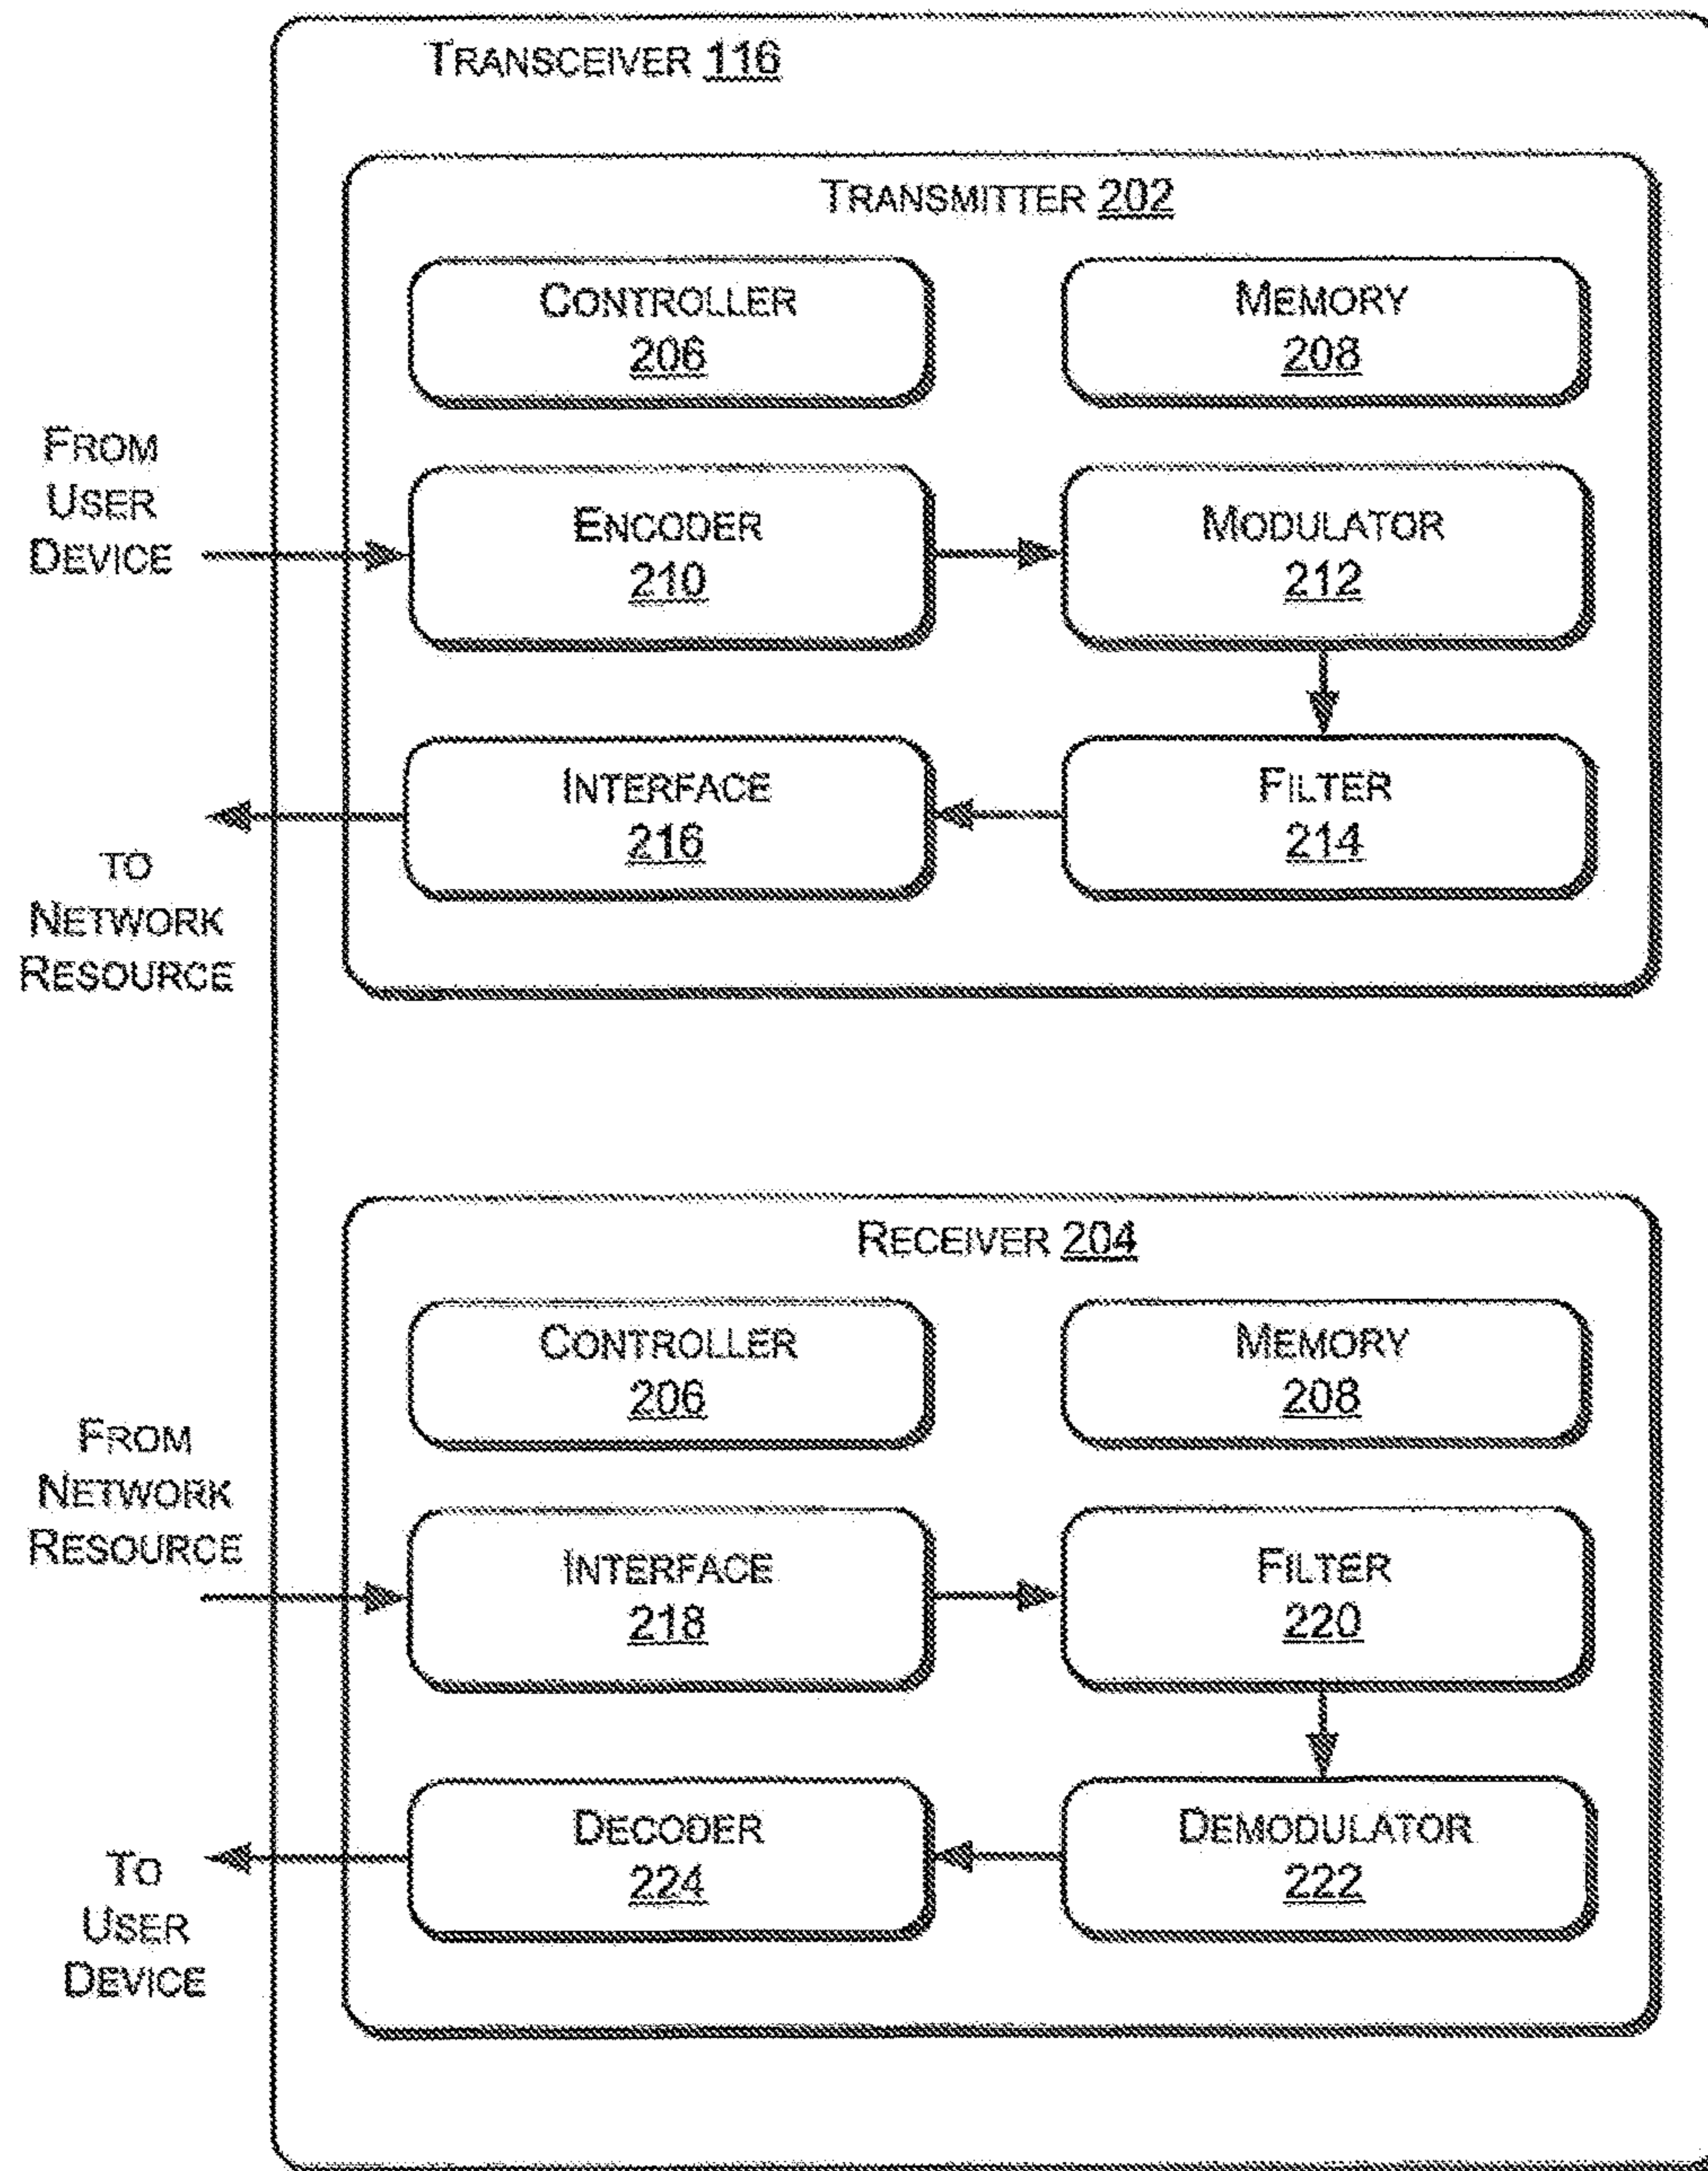 TRANSCEIVER 116
TRANSMITTER 202
CONTROLLER
206
MEMORY
208
FROM
USER
DEVICE
ENCODER
210
MODULATOR
212
INTERFACE
216
FILTER
214
TO
NETWORK
RESOURCE
RECEIVER 204
CONTROLLER
206
MEMORY
208
FROM
NETWORK
RESOURCE
INTERFACE
218
FILTER
220
DECODER
224
DEMODULATOR
222
TO
USER
DEVICE